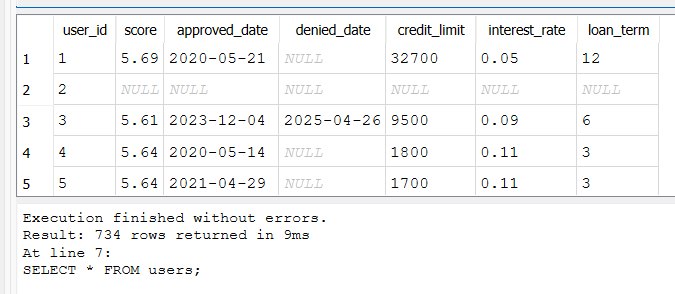 user_id score approved_date denied_date credit_limit interest_rate loan_term
1 1 5.69 2020-05-21 NULL 32700 0.05 12
2 2 NULL NULL NULL NULL NULL NULL
3 3 5.61 2023-12-04 2025-04-26 9500 0.09 6
4 4 5.64 2020-05-14 NULL 1800 0.11 3
5 5 5.64 2021-04-29 NULL 1700 0.11 3
Execution finished without errors.
Result: 734 rows returned in 9ms
At line 7:
SELECT * FROM users;